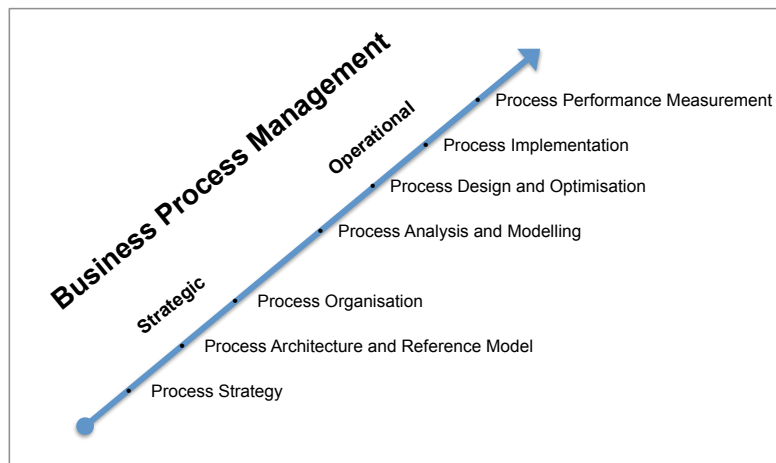 Business Process Management
Operational
Strategic
Process Performance Measurement
Process Implementation
Process Design and Optimisation
Process Analysis and Modelling
Process Organisation
Process Architecture and Reference Model
Process Strategy